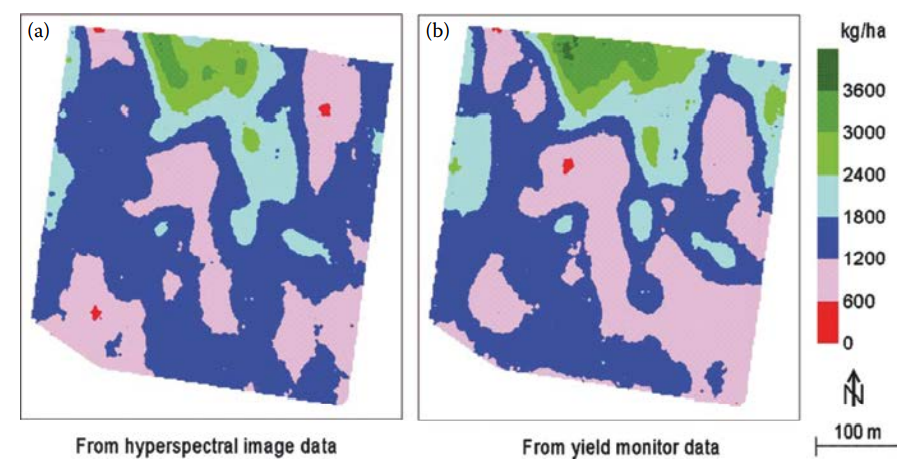 (a)
(b)
kg/ha
3600
3000
2400
1800
1200
600
0
N
100 m
From hyperspectral image data
From yield monitor data